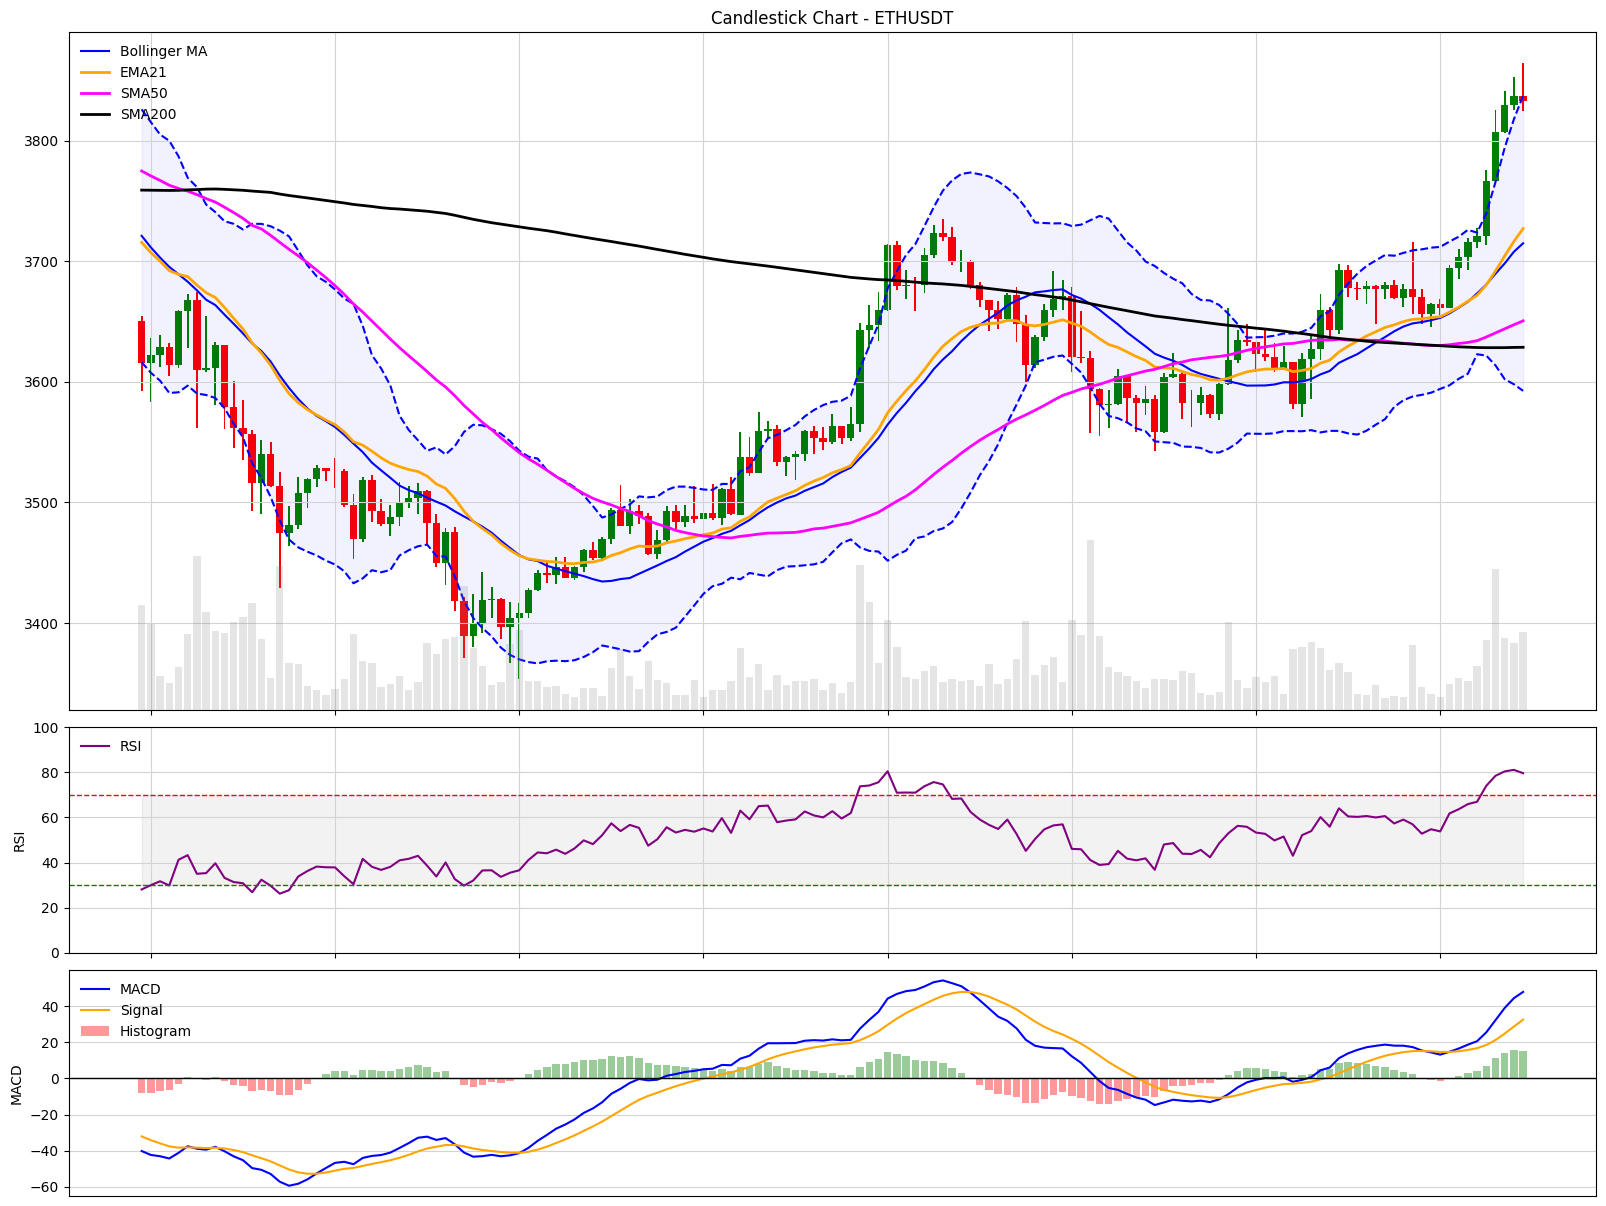 Candlestick Chart - ETHUSDT
Bollinger MA
EMA21
SMA50
SMA200
3800
3700
3600
3500
3400
RSI
100
80
60
40
20
0
RSI
MACD
Signal
Histogram
40
20
0
−20
−40
−60
MACD